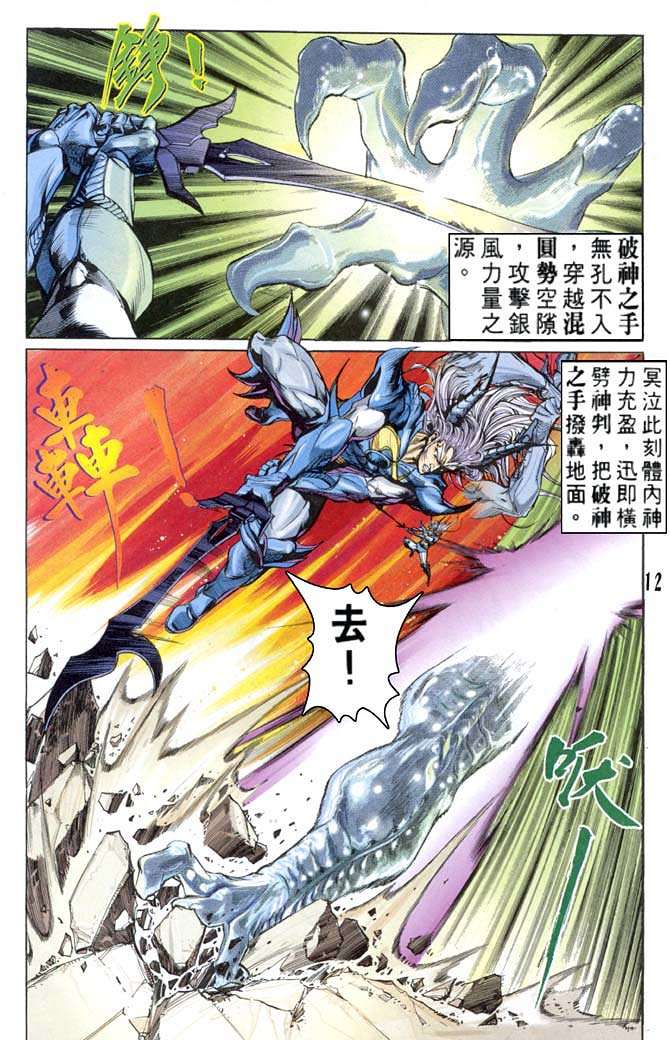 鋒！
破神之手
無孔不入
，穿越混
圓勢空隙
，攻擊銀
風力量之
源。
冥泣此刻體內神
力充盈，迅即橫
劈神判，把破神
之手撥轟地面。
轟轟！
去！
吠！
12